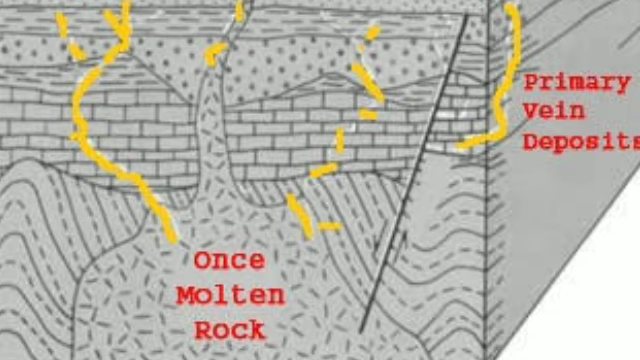 Primary
Vein
Deposits
Once
Molten
Rock